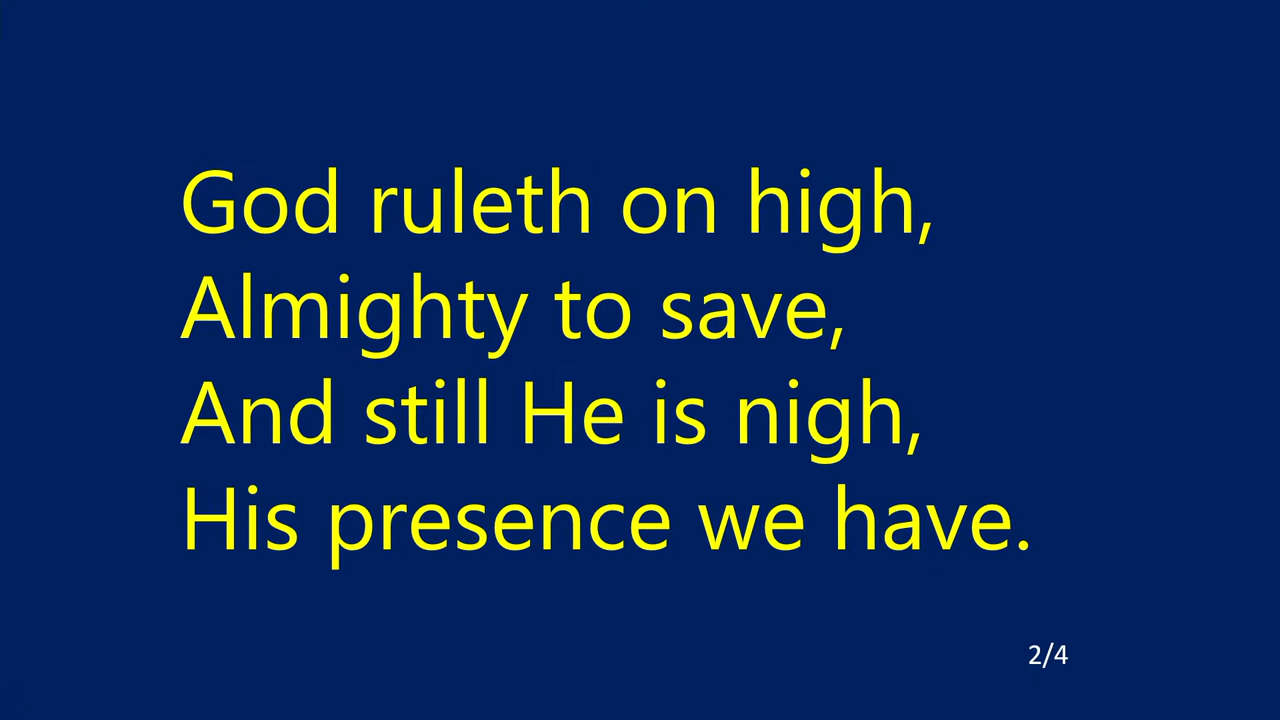 God ruleth on high,
Almighty to save,
And still He is nigh,
His presence we have.
2/4